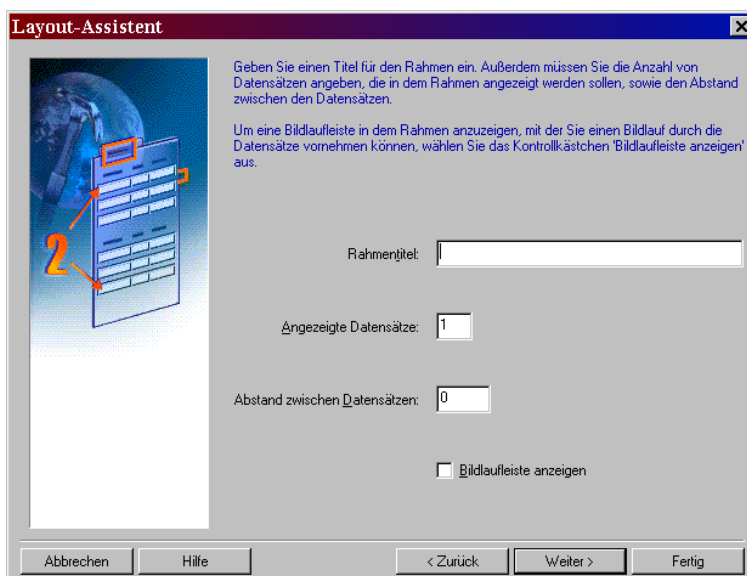 Layout-Assistent
Geben Sie einen Titel für den Rahmen ein. Außerdem müssen Sie die Anzahl von
Datensätzen angeben, die in dem Rahmen angezeigt werden sollen, sowie den Abstand
zwischen den Datensätzen.
Um eine Bildlaufleiste in dem Rahmen anzuzeigen, mit der Sie einen Bildlauf durch die
Datensätze vornehmen können, wählen Sie das Kontrollkästchen 'Bildlaufleiste anzeigen'
aus.
2
Rahmentitel:
Angezeigte Datensätze: 1
Abstand zwischen Datensätzen: 0
Bildlaufleiste anzeigen
Abbrechen Hilfe < Zurück Weiter > Fertig